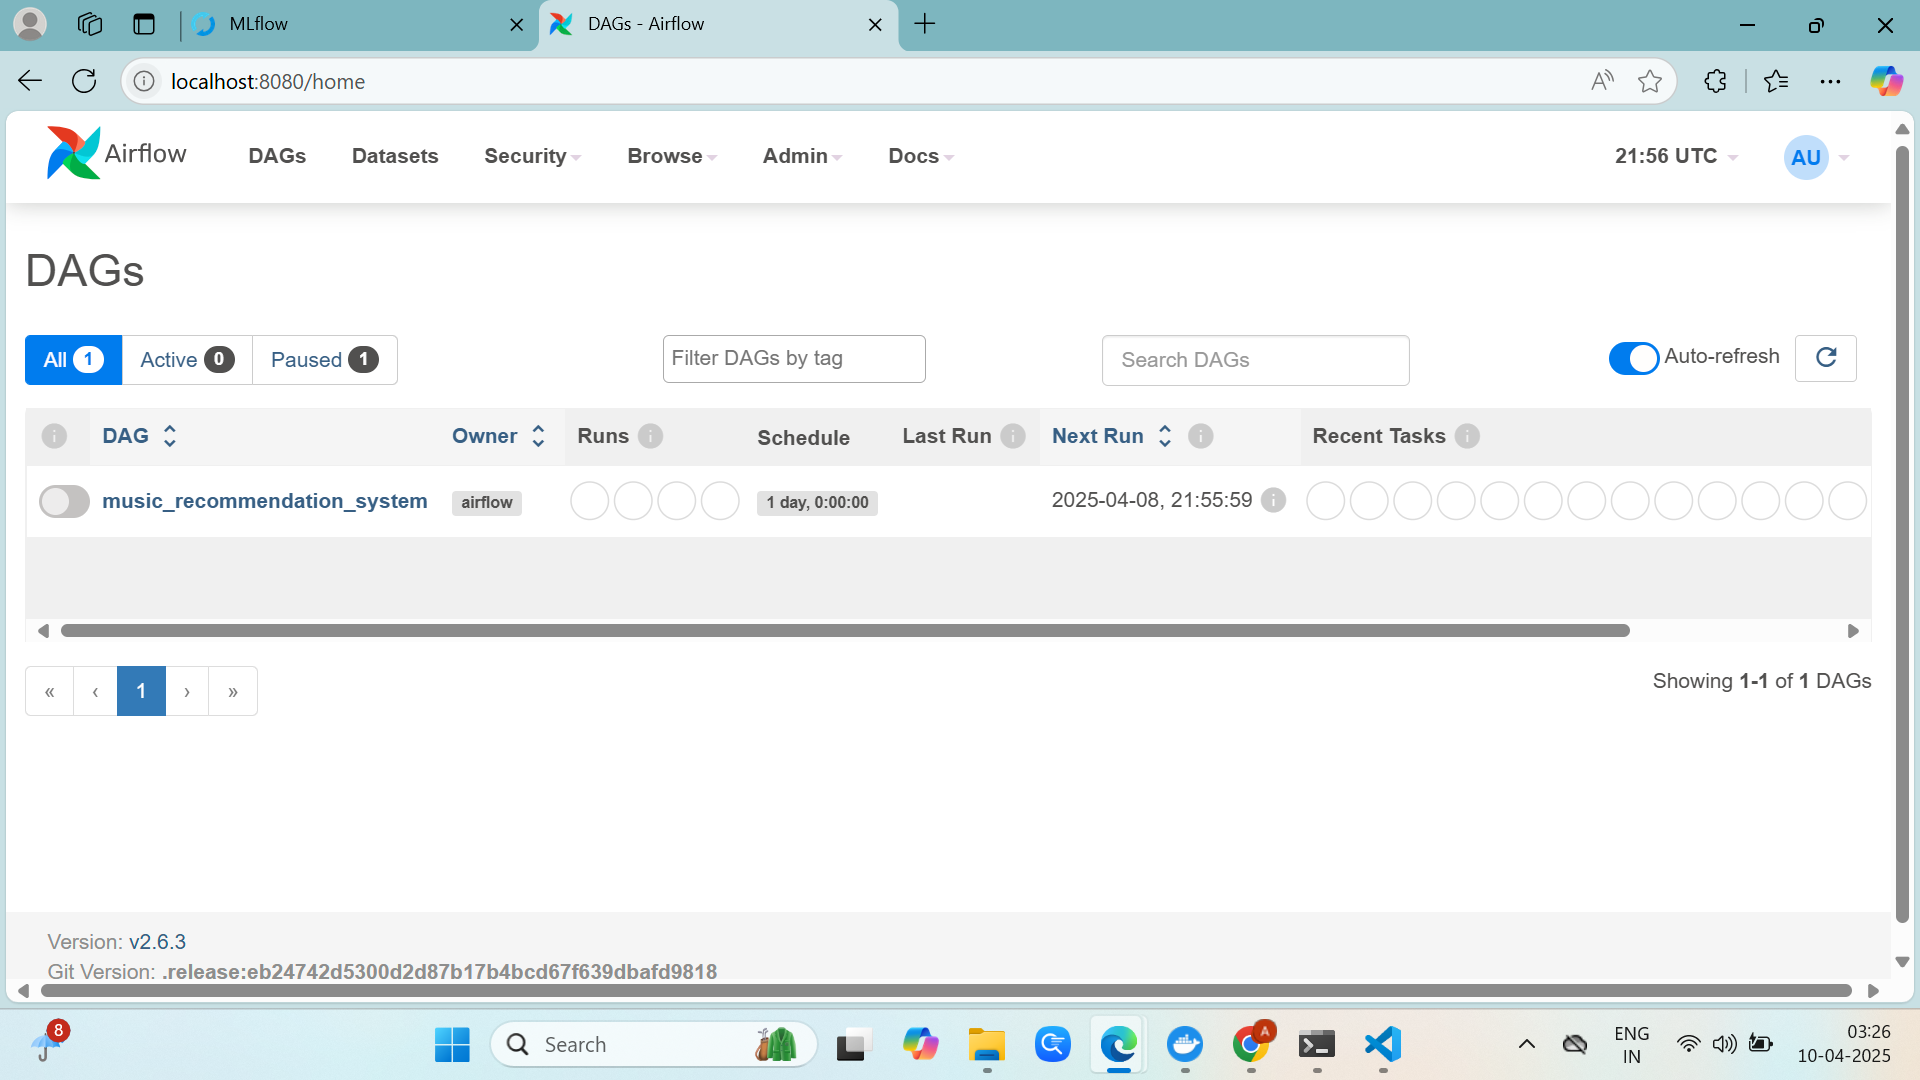 MLflow
DAGs - Airflow
localhost:8080/home
Airflow
DAGs
Datasets
Security
Browse
Admin
Docs
21:56 UTC
AU
DAGs
All 1
Active 0
Paused 1
Filter DAGs by tag
Search DAGs
Auto-refresh
DAG Owner Runs Schedule Last Run Next Run Recent Tasks
music_recommendation_system airflow 1 day, 0:00:00 2025-04-08, 21:55:59
« ‹ 1 › »
Showing 1-1 of 1 DAGs
Version: v2.6.3
Git Version: .release:eb24742d5300d2d87b17b4bcd67f639dbafd9818
8
Search
A
ENG
IN
03:26
10-04-2025